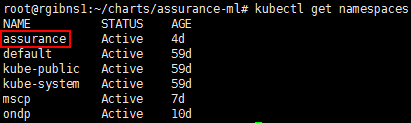 root@rgibns1:~/charts/assurance-ml# kubectl get namespaces
NAME STATUS AGE
assurance Active 4d
default Active 59d
kube-public Active 59d
kube-system Active 59d
mscp Active 7d
ondp Active 10d